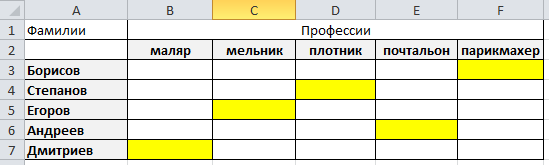 A B C D E F
1 Фамилии Профессии
2 маляр мельник плотник почтальон парикмахер
3 Борисов
4 Степанов
5 Егоров
6 Андреев
7 Дмитриев